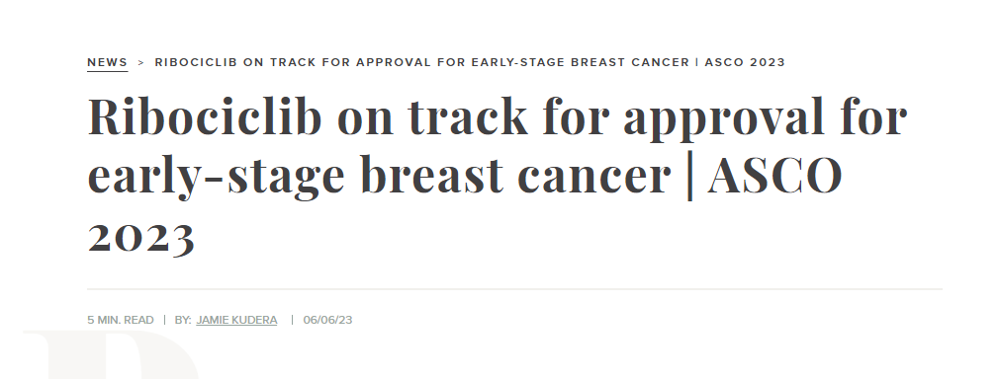 NEWS > RIBOCICLIB ON TRACK FOR APPROVAL FOR EARLY-STAGE BREAST CANCER | ASCO 2023
Ribociclib on track for approval for
early-stage breast cancer | ASCO
2023
5 MIN. READ | BY: JAMIE KUDERA | 06/06/23